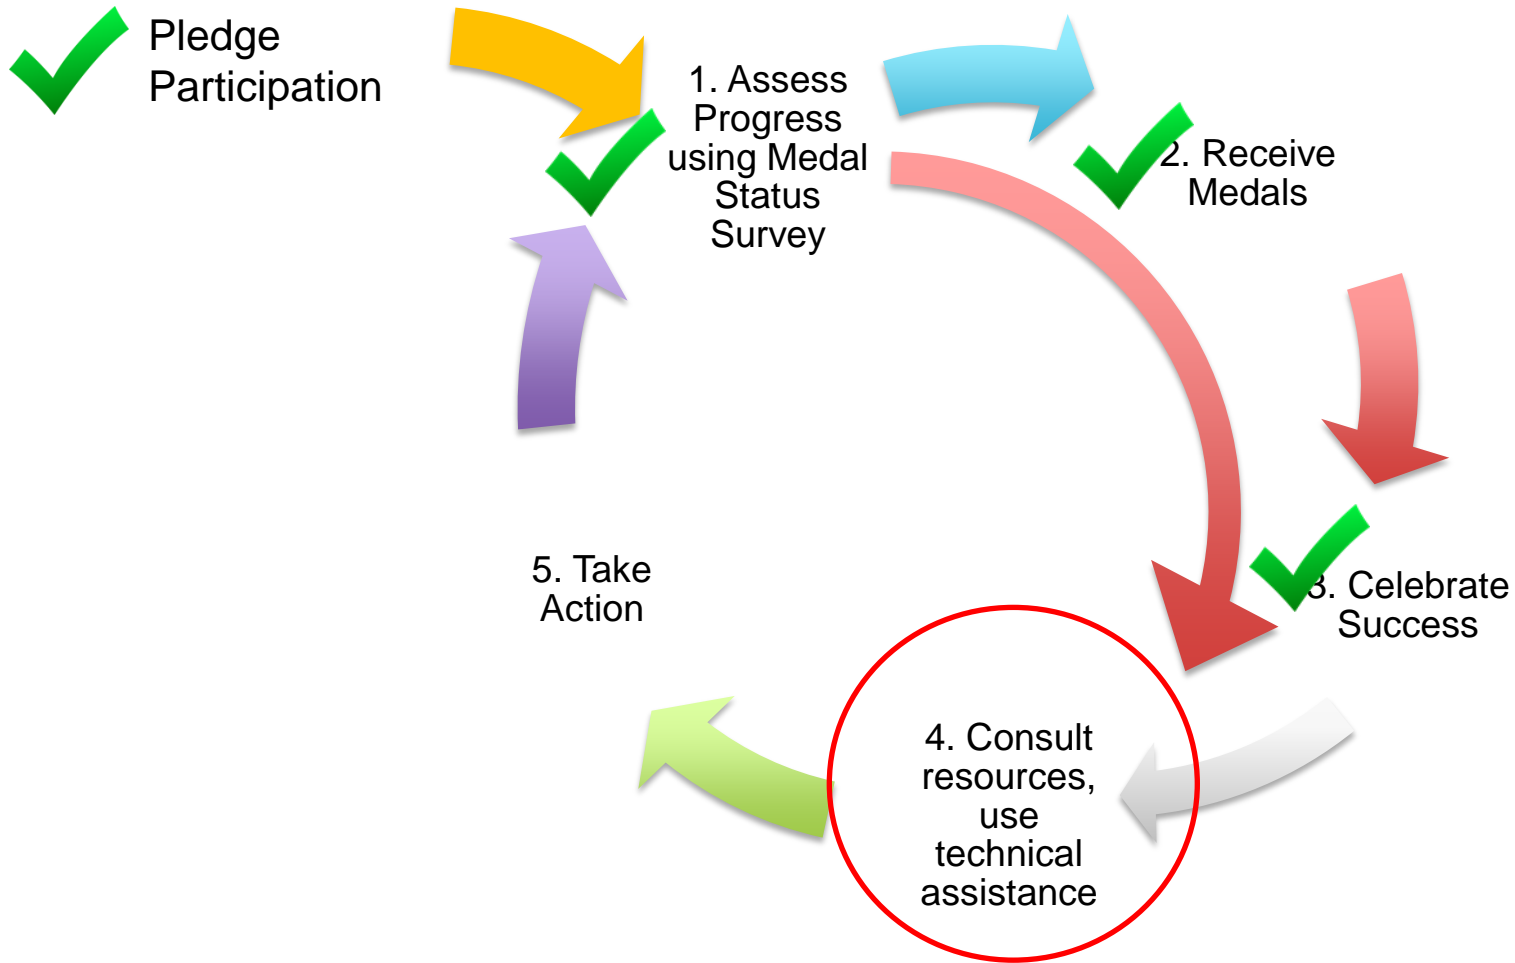 Pledge
Participation
1. Assess
Progress
using Medal
Status
Survey
2. Receive
Medals
3. Celebrate
Success
4. Consult
resources,
use
technical
assistance
5. Take
Action